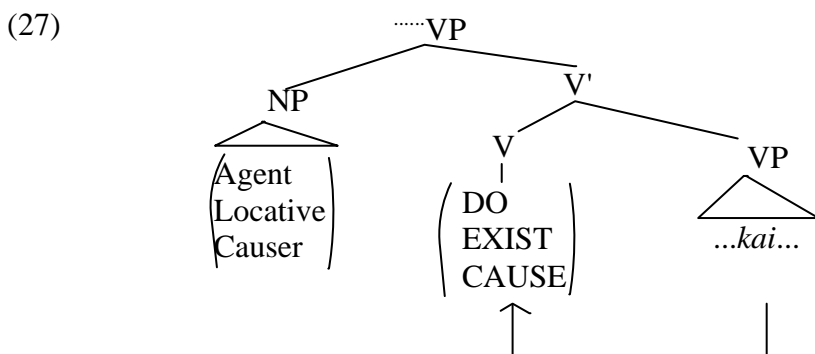 (27)
......VP
V'
NP
V
VP
Agent
Locative
Causer
DO
EXIST
CAUSE
...kai...